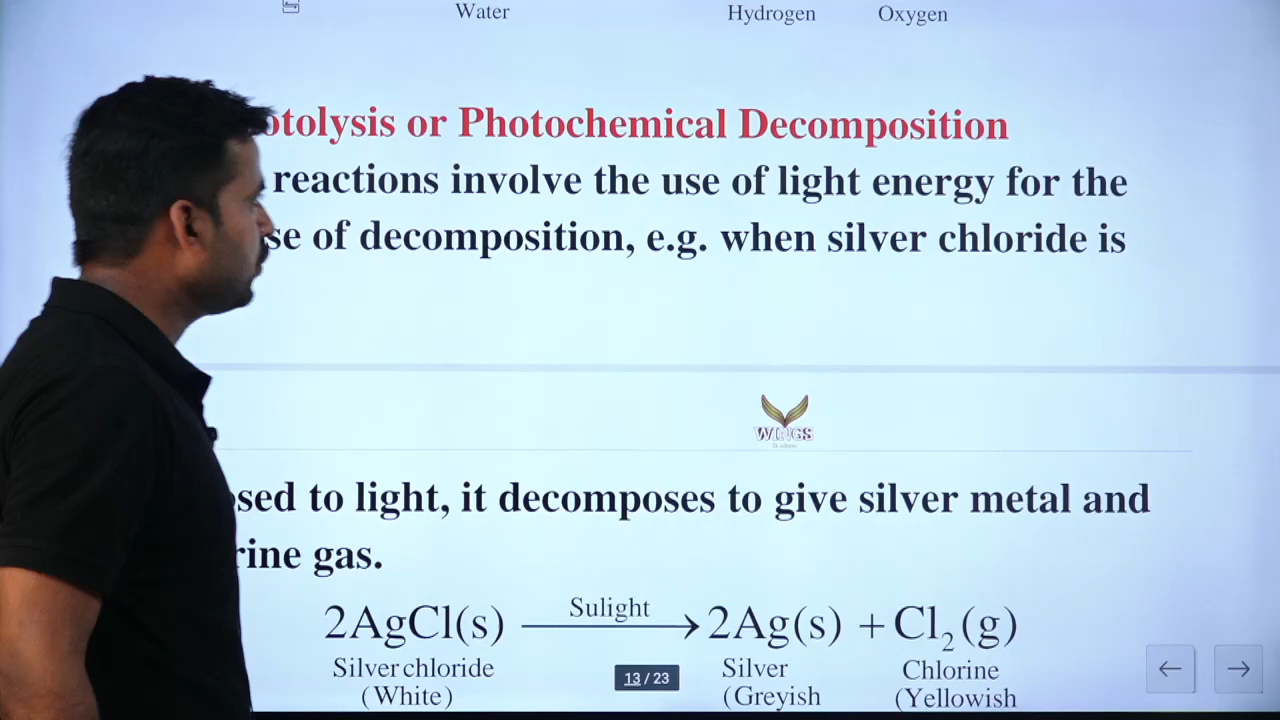 Water Hydrogen Oxygen
otolysis or Photochemical Decomposition
reactions involve the use of light energy for the
se of decomposition, e.g. when silver chloride is
WINGS
sed to light, it decomposes to give silver metal and
rine gas.
2AgCl(s) Sulight → 2Ag(s) + Cl₂(g)
Silver chloride Silver Chlorine
(White) (Greyish (Yellowish
13 / 23